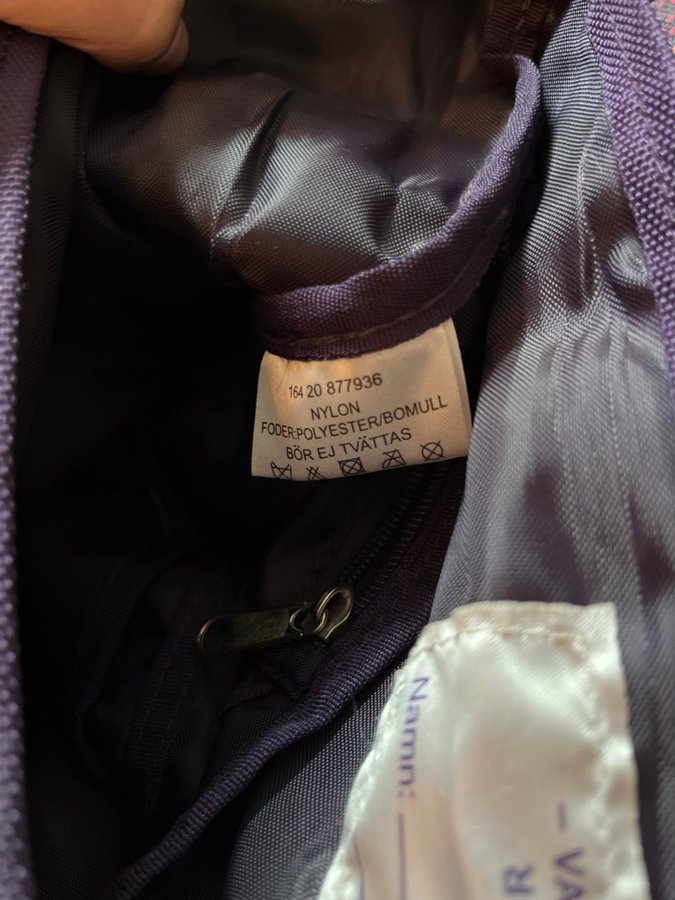 164 20 877936
NYLON
FODER:POLYESTER/BOMULL
BÖR EJ TVÄTTAS
Namn: